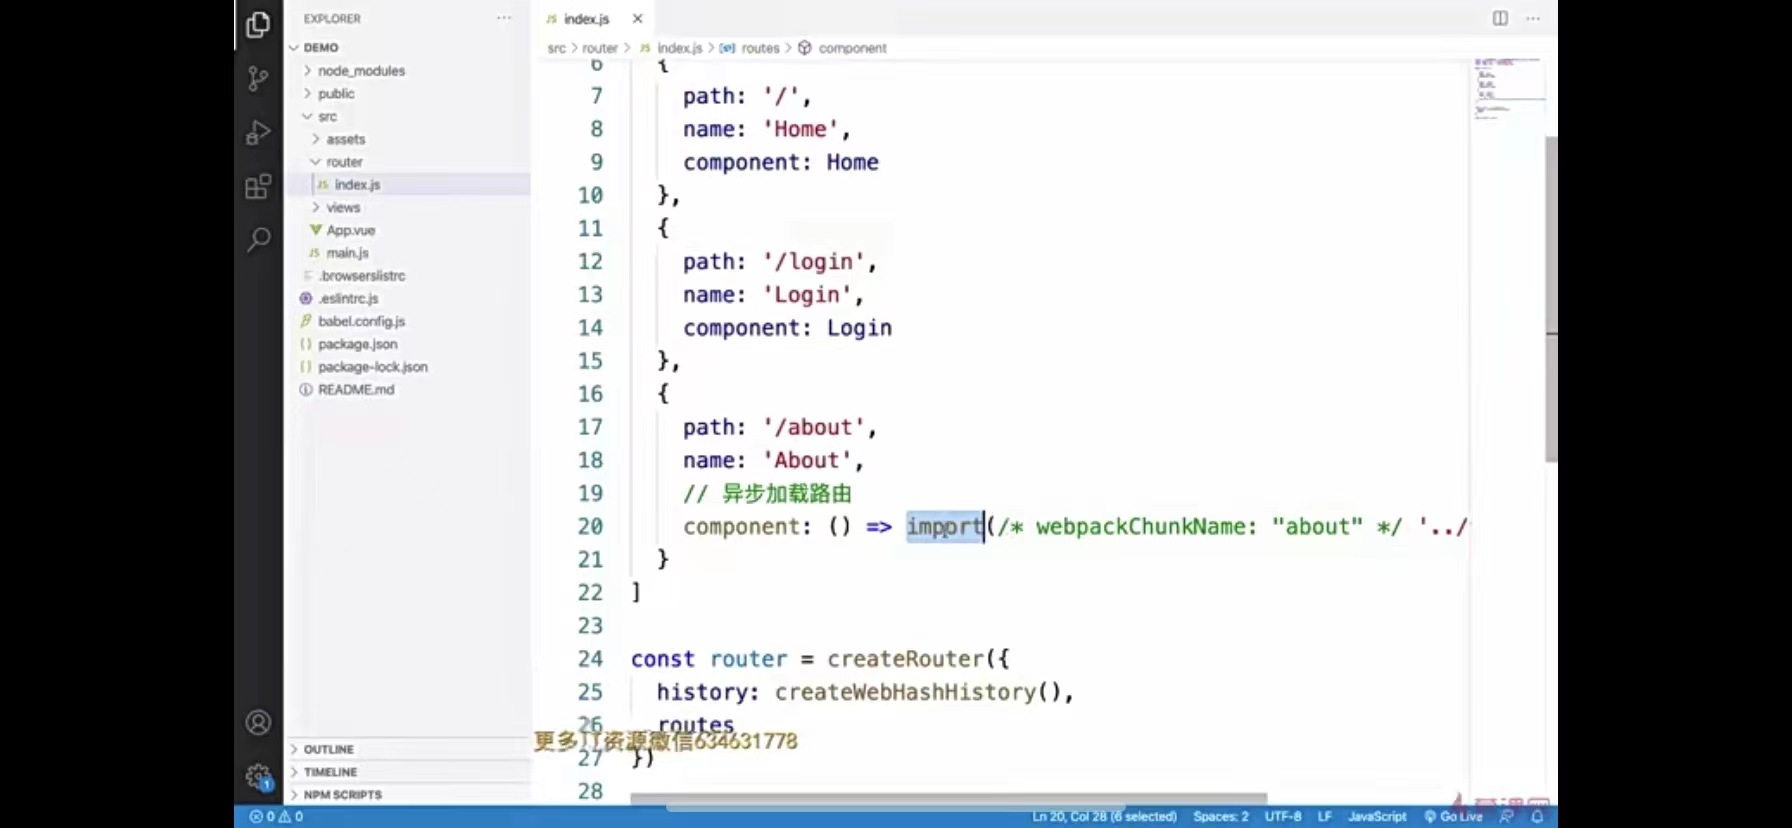 EXPLORER
DEMO
node_modules
public
src
assets
router
JS index.js
views
App.vue
JS main.js
.browserslistrc
.eslintrc.js
babel.config.js
package.json
package-lock.json
README.md
OUTLINE
TIMELINE
NPM SCRIPTS
JS index.js
src > router > JS index.js > routes > component
6 {
7 path: '/',
8 name: 'Home',
9 component: Home
10 },
11 {
12 path: '/login',
13 name: 'Login',
14 component: Login
15 },
16 {
17 path: '/about',
18 name: 'About',
19 // 异步加载路由
20 component: () => import(/* webpackChunkName: "about" */ '../
21 }
22 ]
23
24 const router = createRouter({
25 history: createWebHashHistory(),
26 routes
更多IT资源微信634631778
27 })
28
0 0 Ln 20, Col 28 (6 selected) Spaces: 2 UTF-8 LF JavaScript Go Live